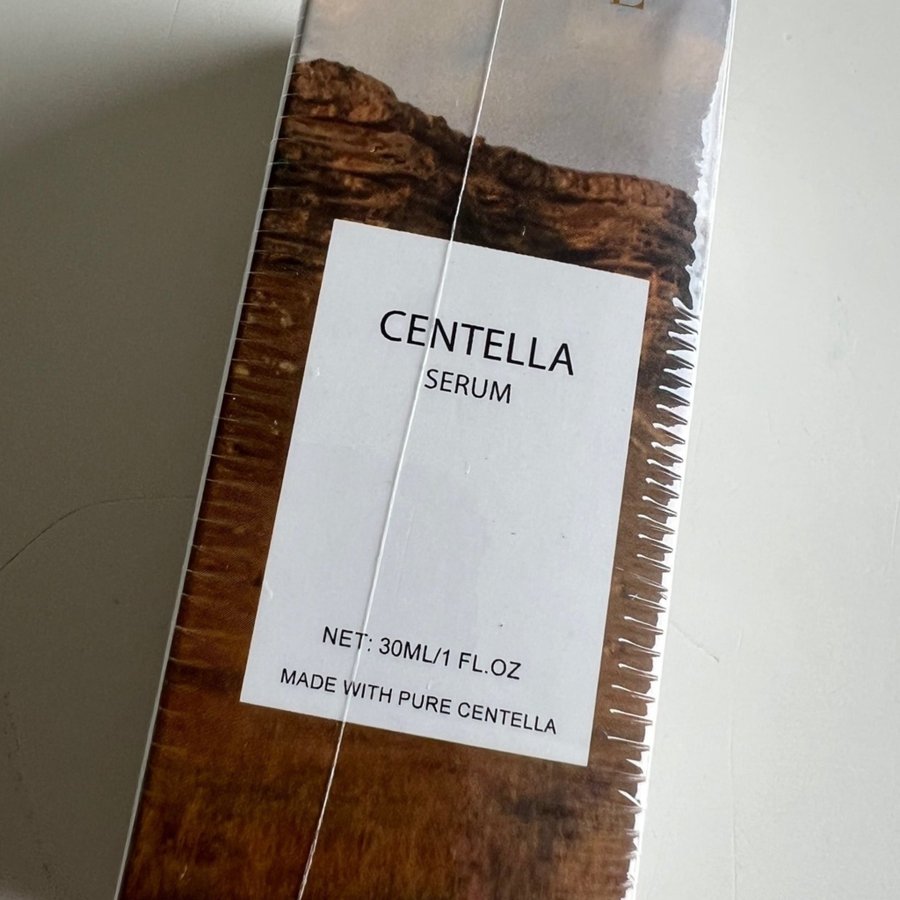 CENTELLA
SERUM
NET: 30ML/1 FL.OZ
MADE WITH PURE CENTELLA